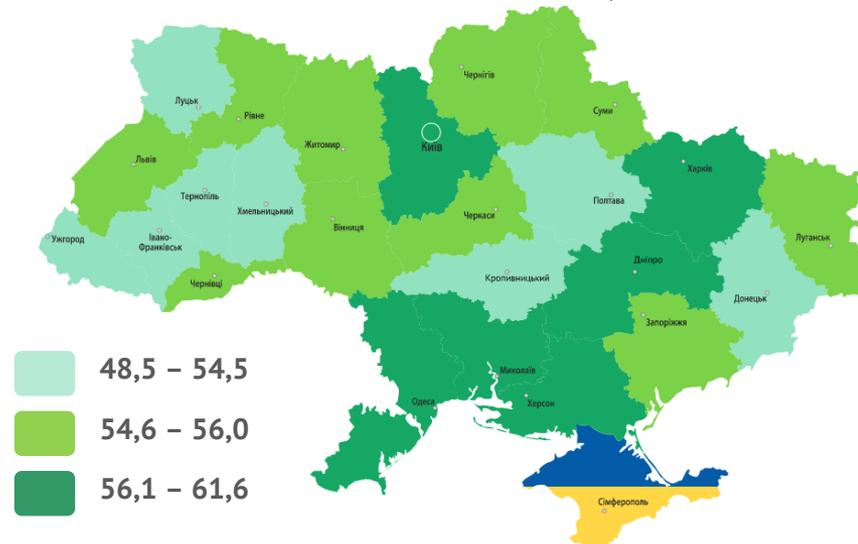 Чернігів
Луцьк
Суми
Рівне
Київ
Житомир
Львів
Харків
Тернопіль
Полтава
Хмельницький
Черкаси
Вінниця
Ужгород
Івано-
Франківськ
Луганськ
Дніпро
Кропивницький
Чернівці
Донецьк
Запоріжжя
48,5 – 54,5
Миколаїв
Одеса
Херсон
54,6 – 56,0
56,1 – 61,6
Сімферополь